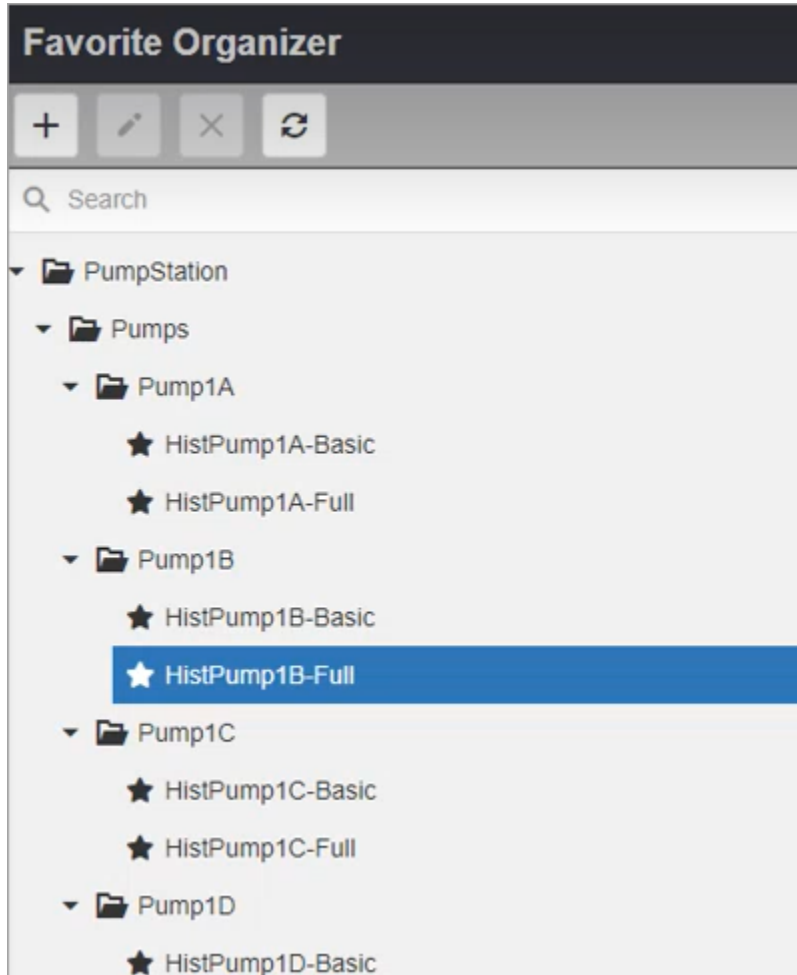 Favorite Organizer
Search
PumpStation
Pumps
Pump1A
HistPump1A-Basic
HistPump1A-Full
Pump1B
HistPump1B-Basic
HistPump1B-Full
Pump1C
HistPump1C-Basic
HistPump1C-Full
Pump1D
HistPump1D-Basic